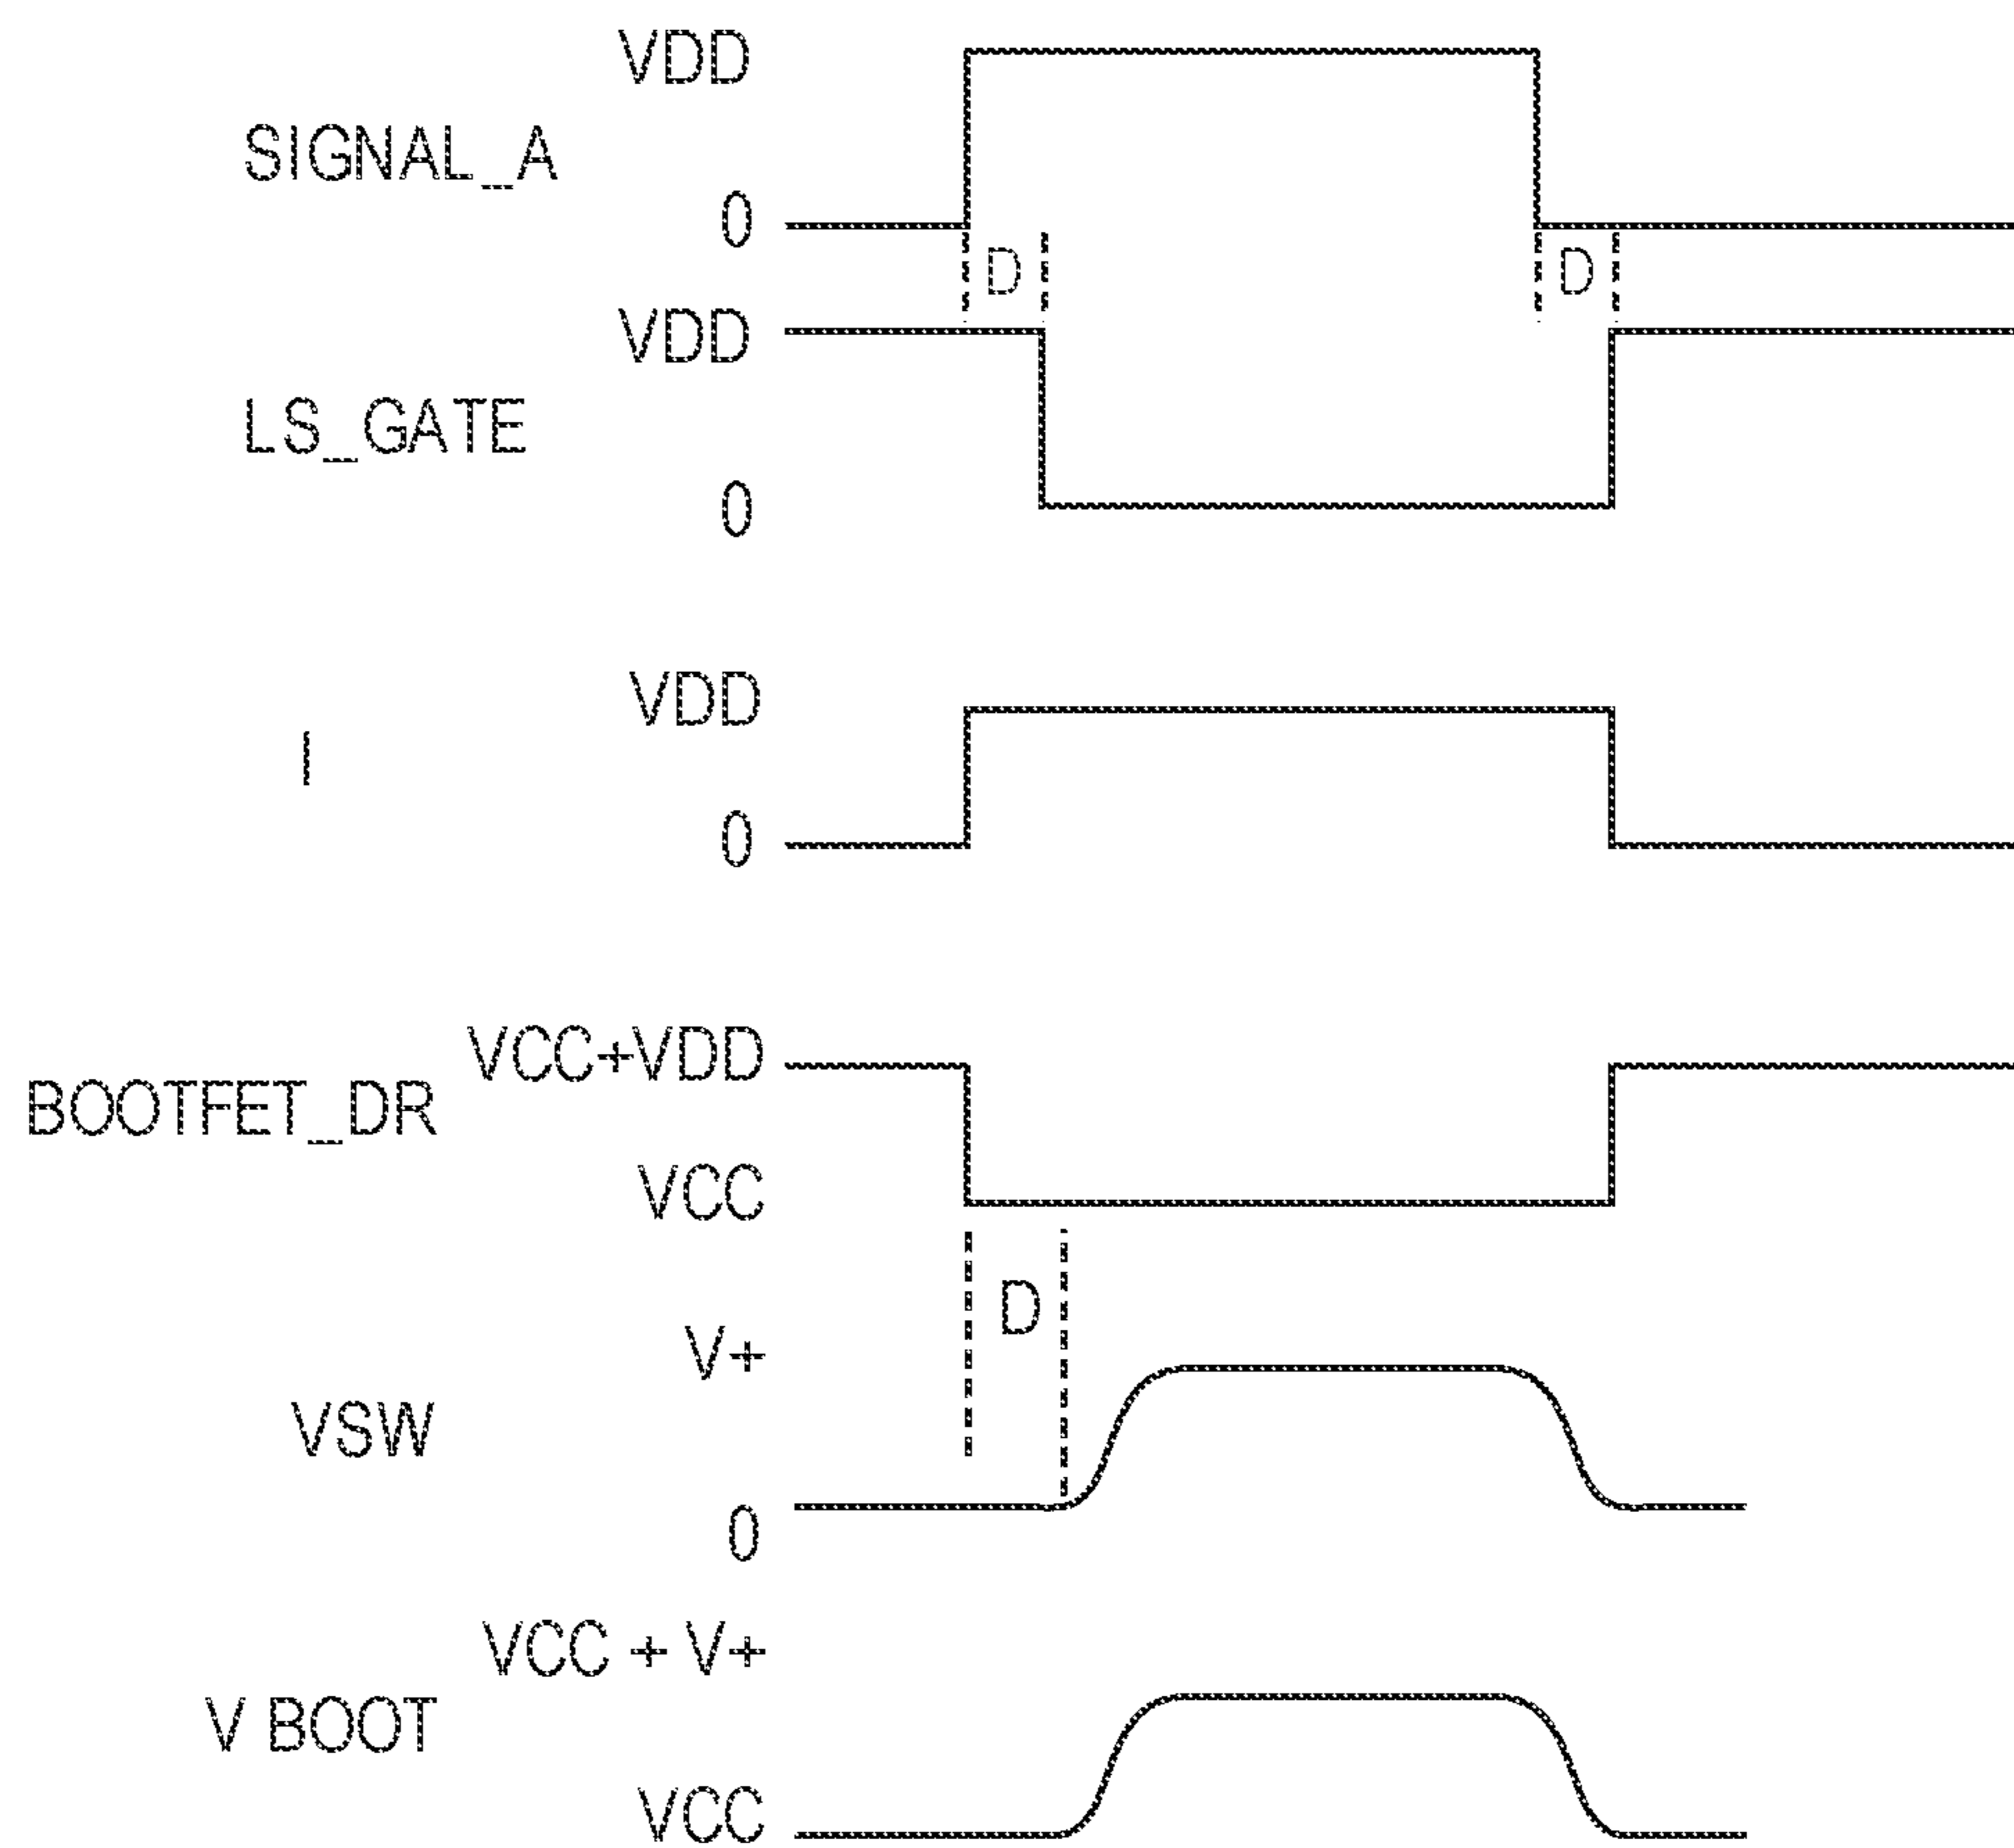 VDD
SIGNAL_A
0
D
D
VDD
LS_GATE
0
VDD
I
0
VCC+VDD
BOOTFET_DR
VCC
D
V+
VSW
0
VCC + V+
V BOOT
VCC